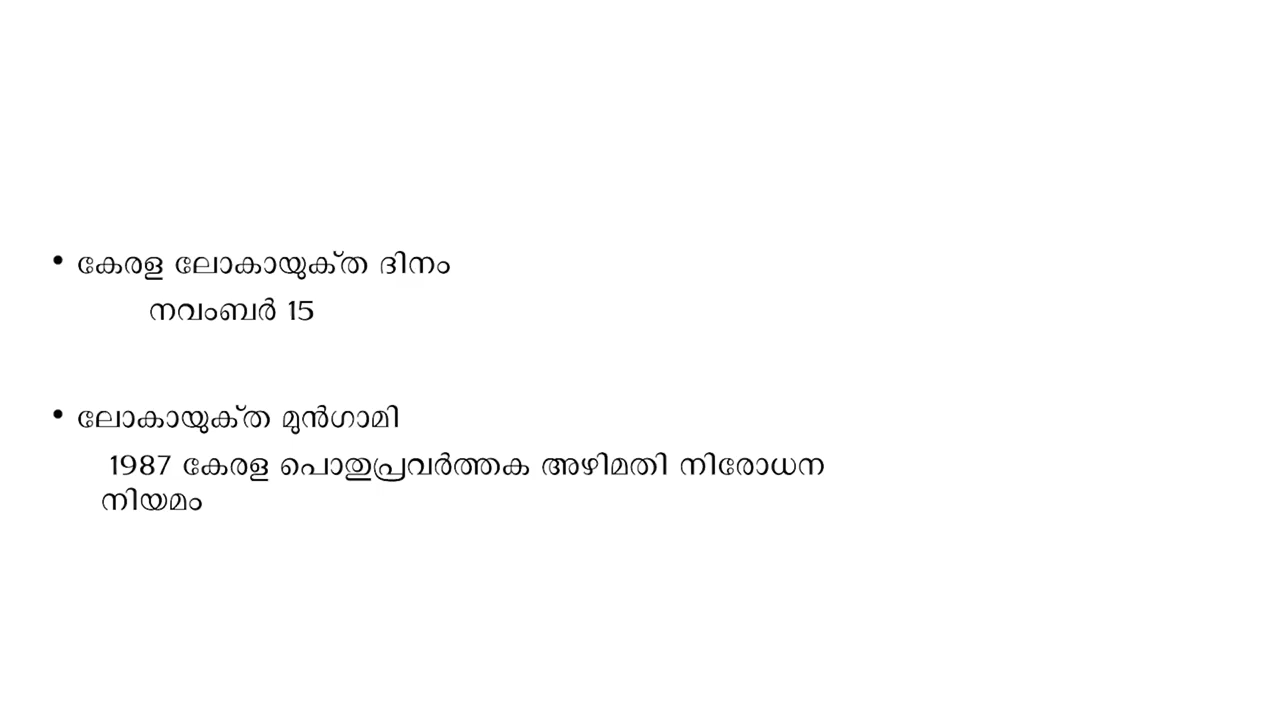 • കേരള ലോകായുക്ത ദിനം
നവംബർ 15
• ലോകായുക്ത മുൻഗാമി
1987 കേരള പൊതുപ്രവർത്തക അഴിമതി നിരോധന
നിയമം